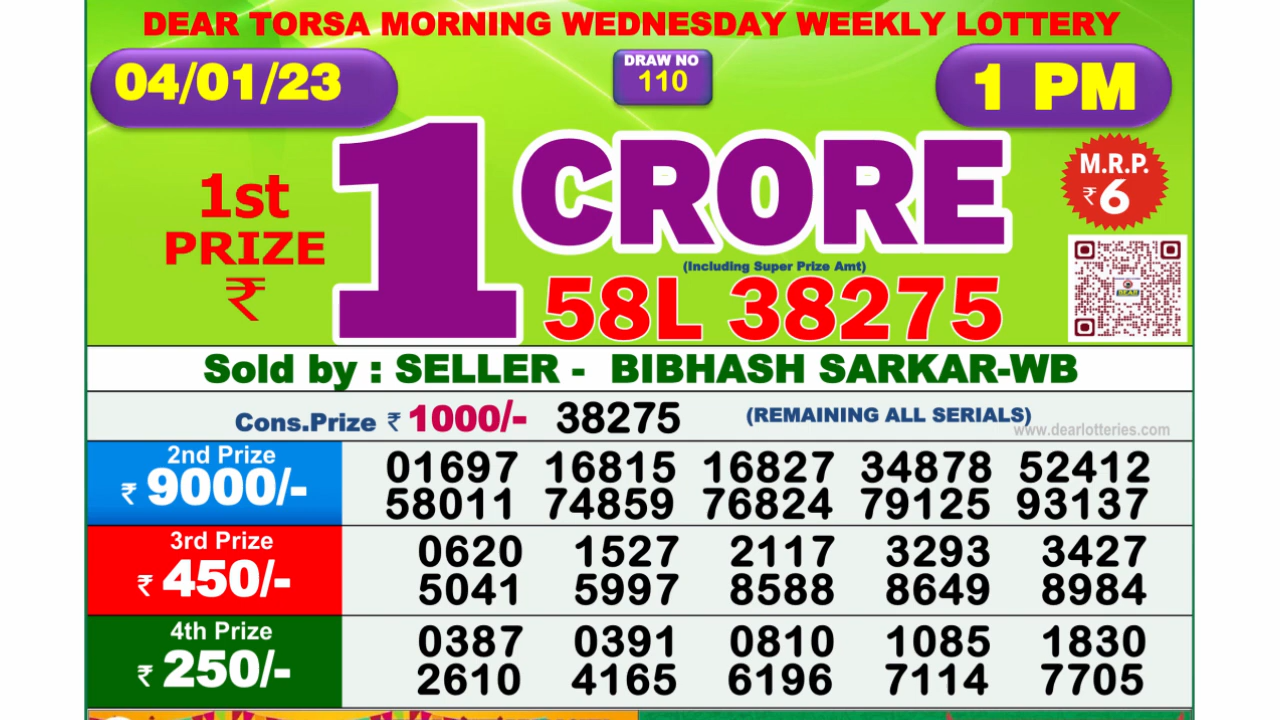 DEAR TORSA MORNING WEDNESDAY WEEKLY LOTTERY
04/01/23
DRAW NO
110
1 PM
1st
PRIZE
₹
1 CRORE
(Including Super Prize Amt)
58L 38275
M.R.P.
₹6
DEAR
Sold by : SELLER - BIBHASH SARKAR-WB
Cons.Prize ₹ 1000/- 38275 (REMAINING ALL SERIALS)
www.dearlotteries.com
2nd Prize
₹ 9000/-
01697 16815 16827 34878 52412
58011 74859 76824 79125 93137
3rd Prize
₹ 450/-
0620 1527 2117 3293 3427
5041 5997 8588 8649 8984
4th Prize
₹ 250/-
0387 0391 0810 1085 1830
2610 4165 6196 7114 7705